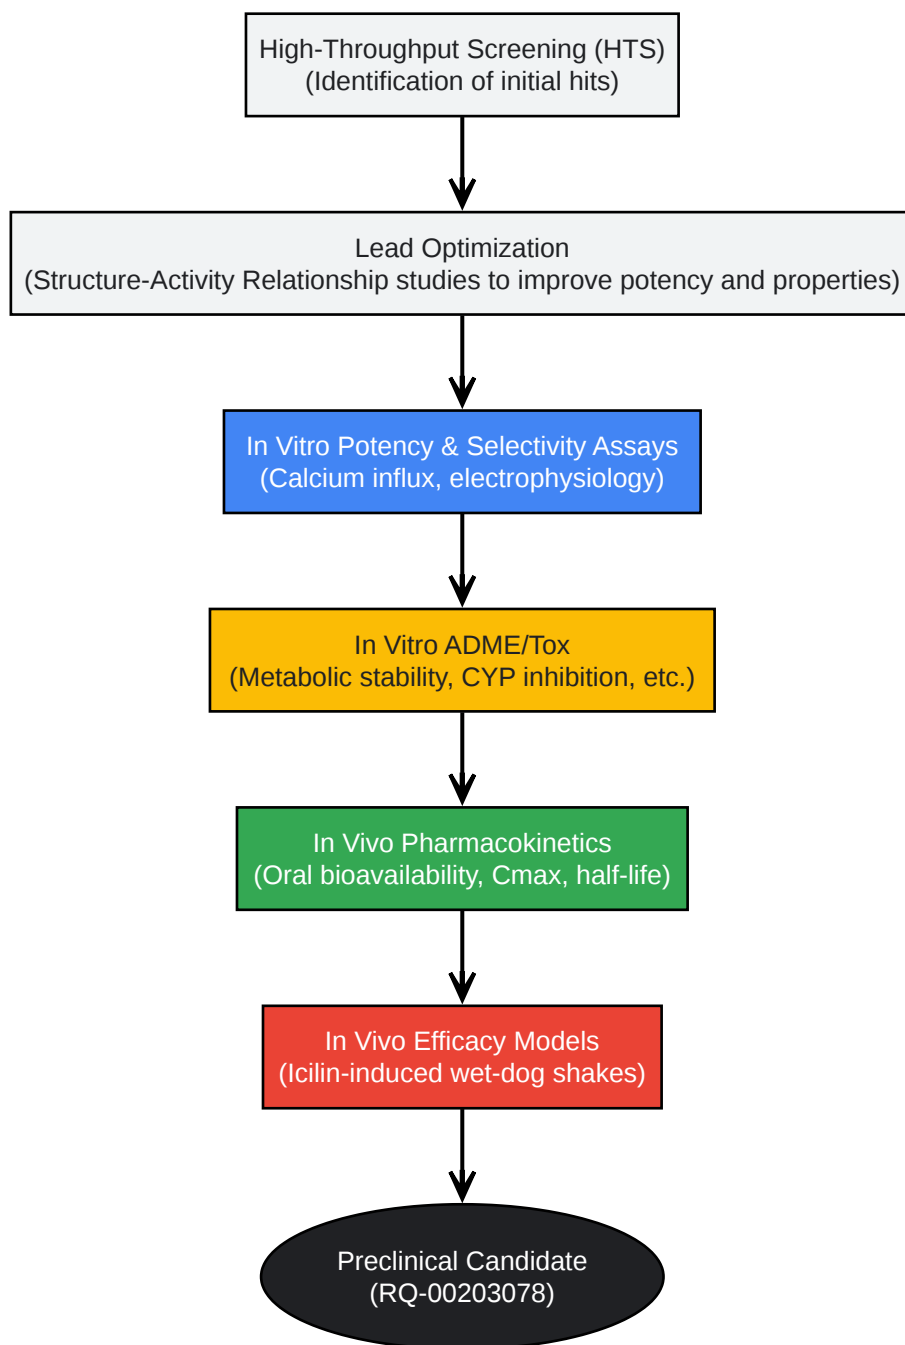 High-Throughput Screening (HTS)
(Identification of initial hits)
Lead Optimization
(Structure-Activity Relationship studies to improve potency and properties)
In Vitro Potency & Selectivity Assays
(Calcium influx, electrophysiology)
In Vitro ADME/Tox
(Metabolic stability, CYP inhibition, etc.)
In Vivo Pharmacokinetics
(Oral bioavailability, Cmax, half-life)
In Vivo Efficacy Models
(Icilin-induced wet-dog shakes)
Preclinical Candidate
(RQ-00203078)